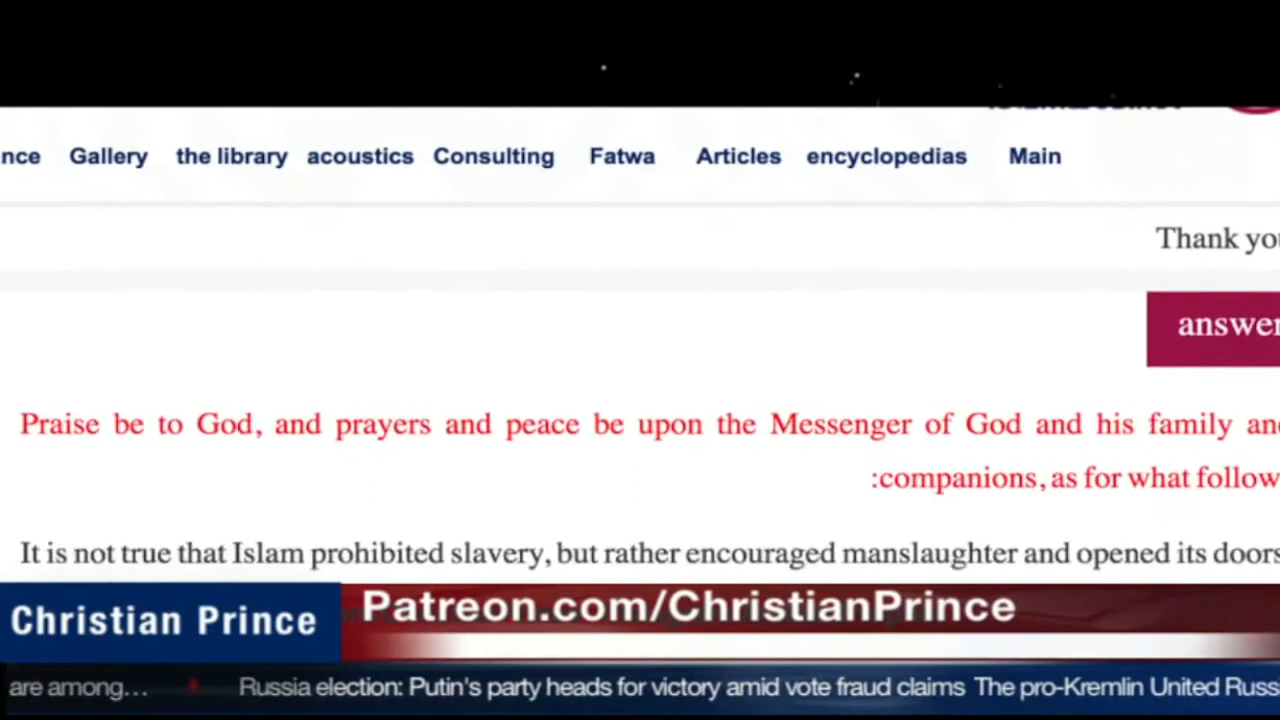 nce Gallery the library acoustics Consulting Fatwa Articles encyclopedias Main
Thank you
answer
Praise be to God, and prayers and peace be upon the Messenger of God and his family and
:companions, as for what follow
It is not true that Islam prohibited slavery, but rather encouraged manslaughter and opened its doors
Patreon.com/ChristianPrince
Christian Prince
are among... Russia election: Putin's party heads for victory amid vote fraud claims The pro-Kremlin United Russ